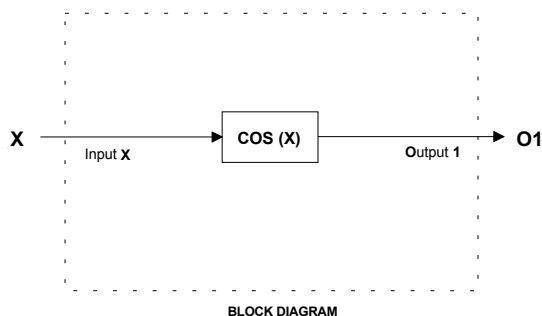 X
Input X
COS (X)
Output 1
O1
BLOCK DIAGRAM